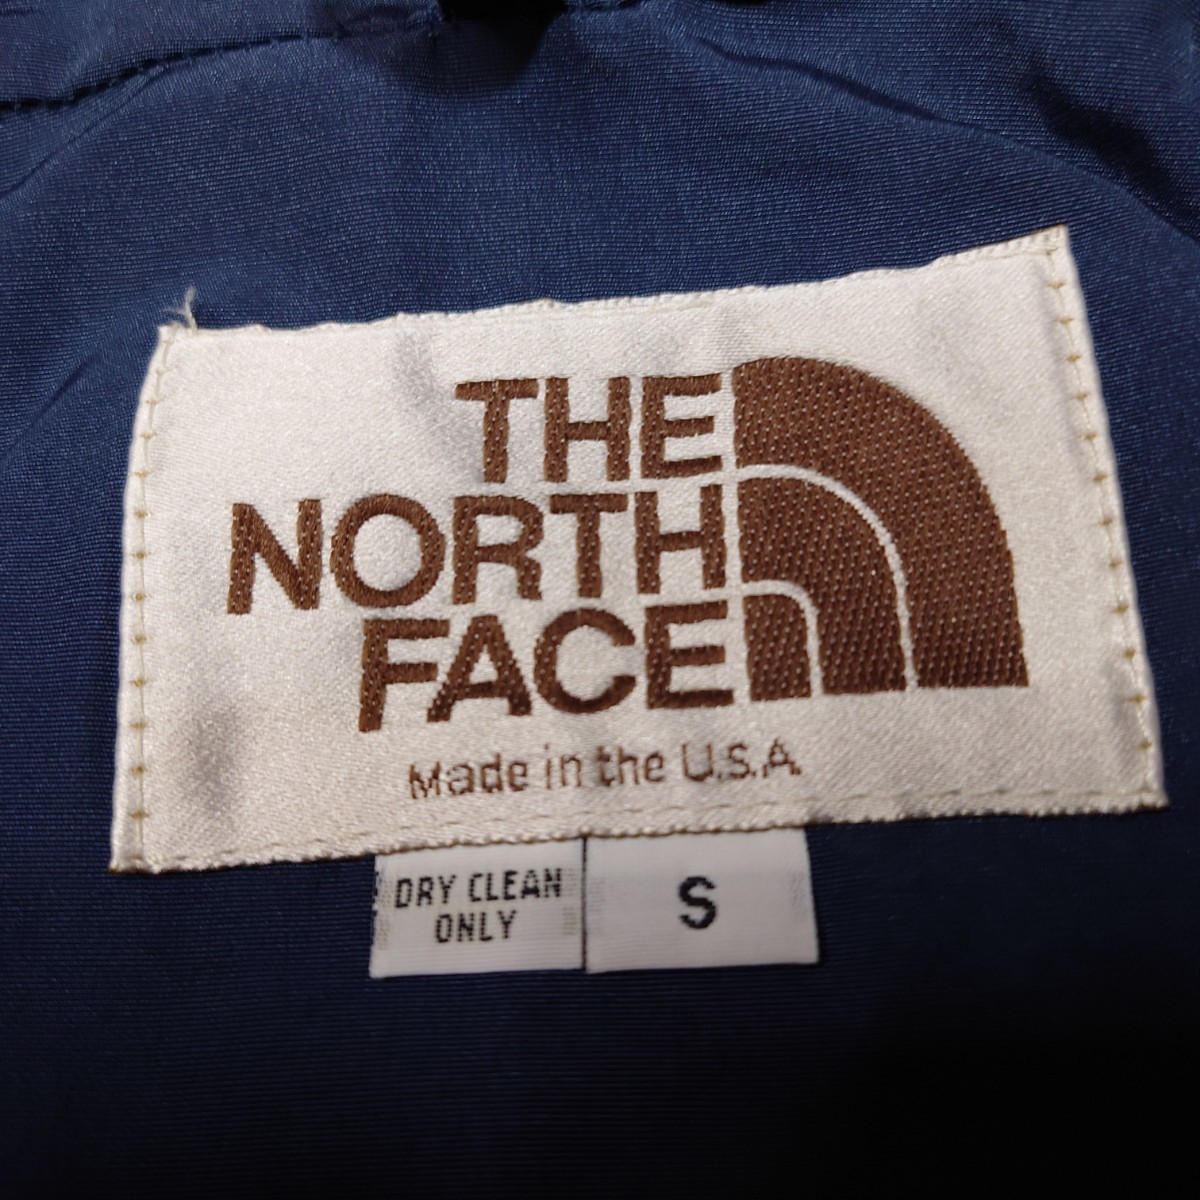 THE
NORTH
FACE
Made in the U.S.A.
DRY CLEAN
ONLY
S